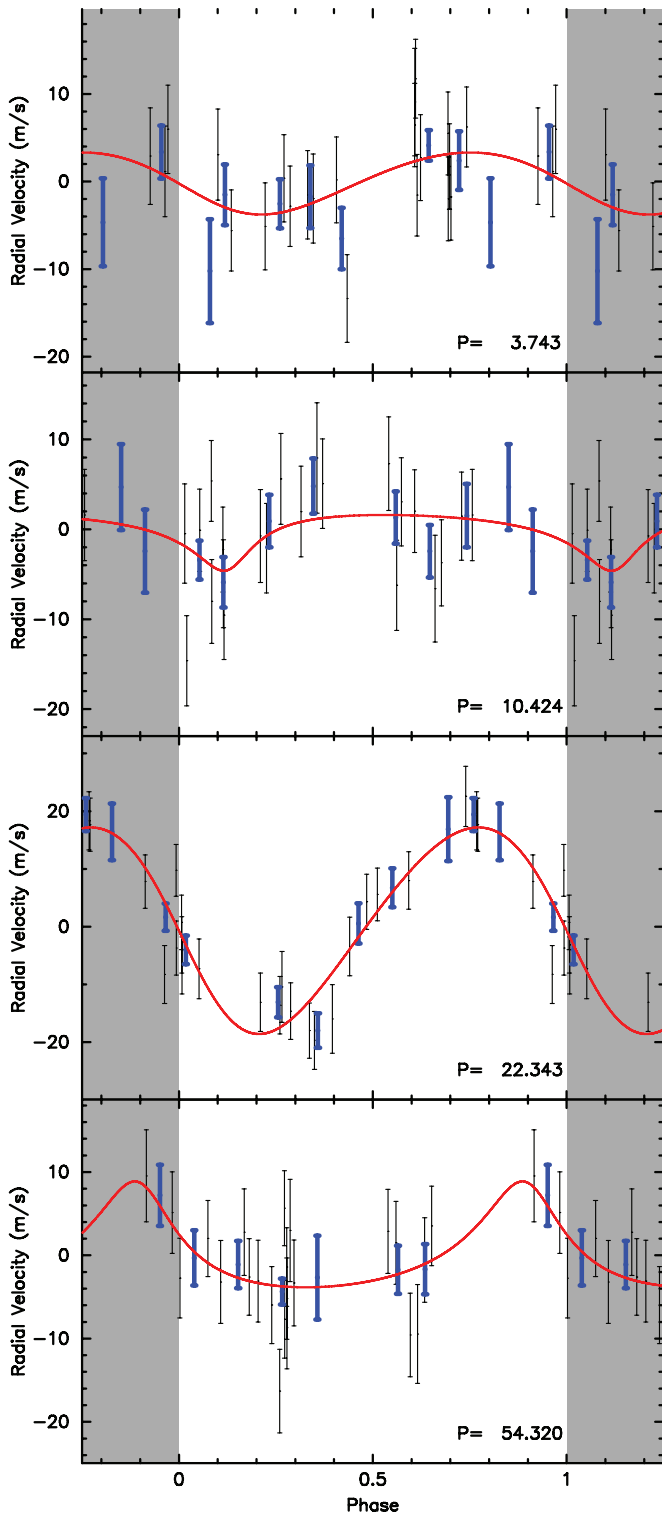 Radial Velocity (m/s)
10
0
−10
−20
P= 3.743
Radial Velocity (m/s)
10
0
−10
−20
P= 10.424
Radial Velocity (m/s)
20
0
−20
P= 22.343
Radial Velocity (m/s)
10
0
−10
−20
P= 54.320
0
0.5
1
Phase